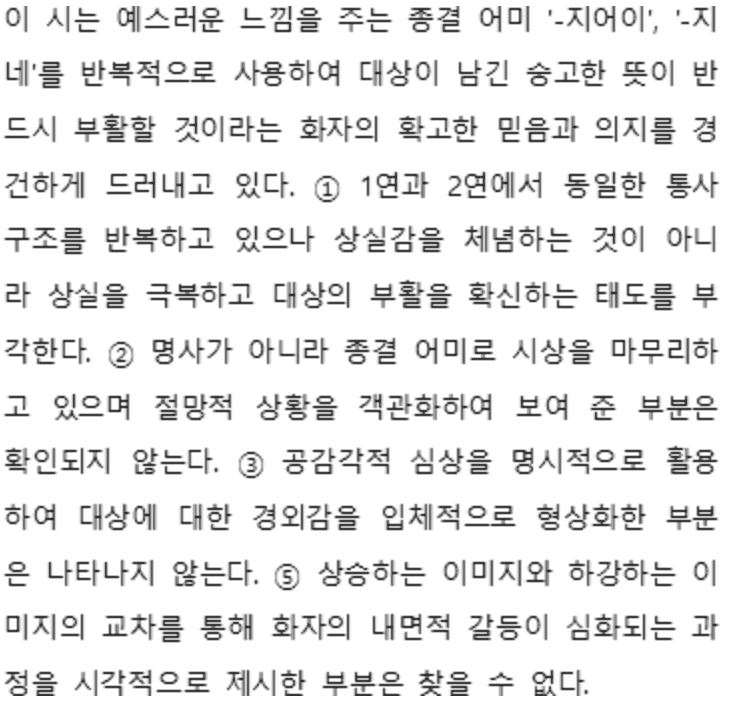 이 시는 예스러운 느낌을 주는 종결 어미 '-지어이', '-지
네'를 반복적으로 사용하여 대상이 남긴 숭고한 뜻이 반
드시 부활할 것이라는 화자의 확고한 믿음과 의지를 경
건하게 드러내고 있다. ① 1연과 2연에서 동일한 통사
구조를 반복하고 있으나 상실감을 체념하는 것이 아니
라 상실을 극복하고 대상의 부활을 확신하는 태도를 부
각한다. ② 명사가 아니라 종결 어미로 시상을 마무리하
고 있으며 절망적 상황을 객관화하여 보여 준 부분은
확인되지 않는다. ③ 공감각적 심상을 명시적으로 활용
하여 대상에 대한 경외감을 입체적으로 형상화한 부분
은 나타나지 않는다. ⑤ 상승하는 이미지와 하강하는 이
미지의 교차를 통해 화자의 내면적 갈등이 심화되는 과
정을 시각적으로 제시한 부분은 찾을 수 없다.